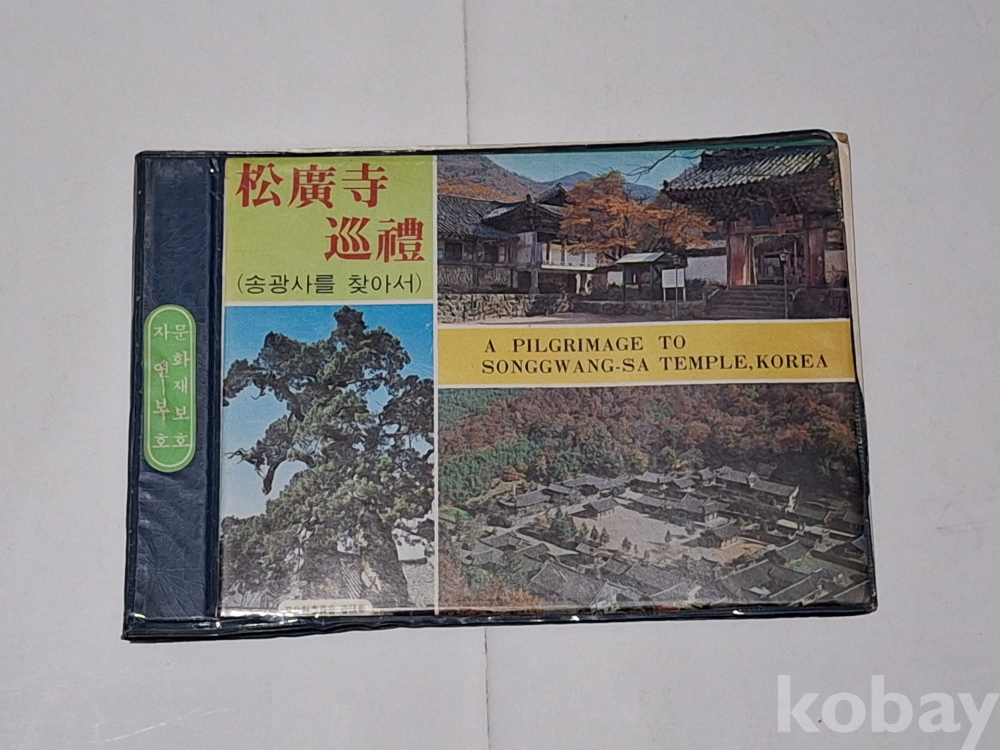 松廣寺
巡禮
(송광사를 찾아서)
A PILGRIMAGE TO
SONGGWANG-SA TEMPLE, KOREA
문화재보호
자연보호
kobay